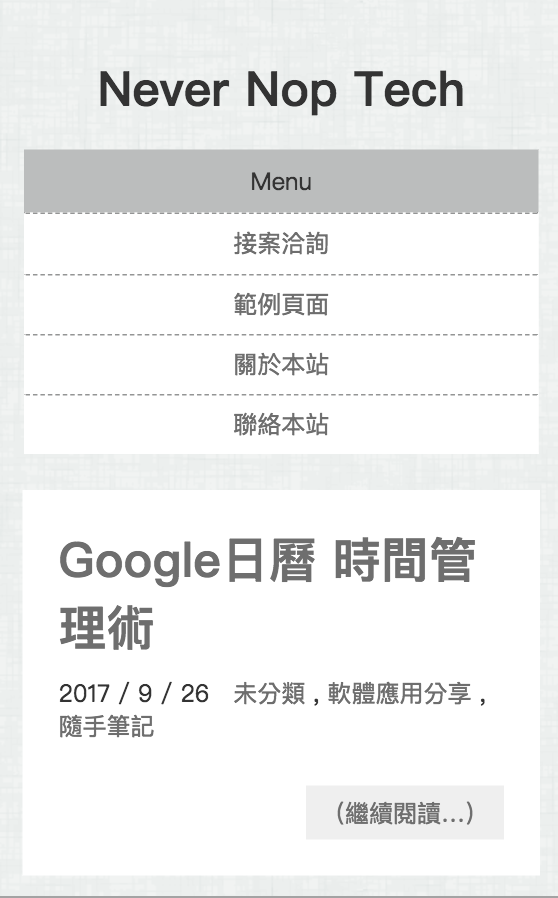 Never Nop Tech
Menu
接案洽詢
範例頁面
關於本站
聯絡本站
Google日曆 時間管
理術
2017 / 9 / 26 未分類 , 軟體應用分享 ,
隨手筆記
(繼續閱讀...)